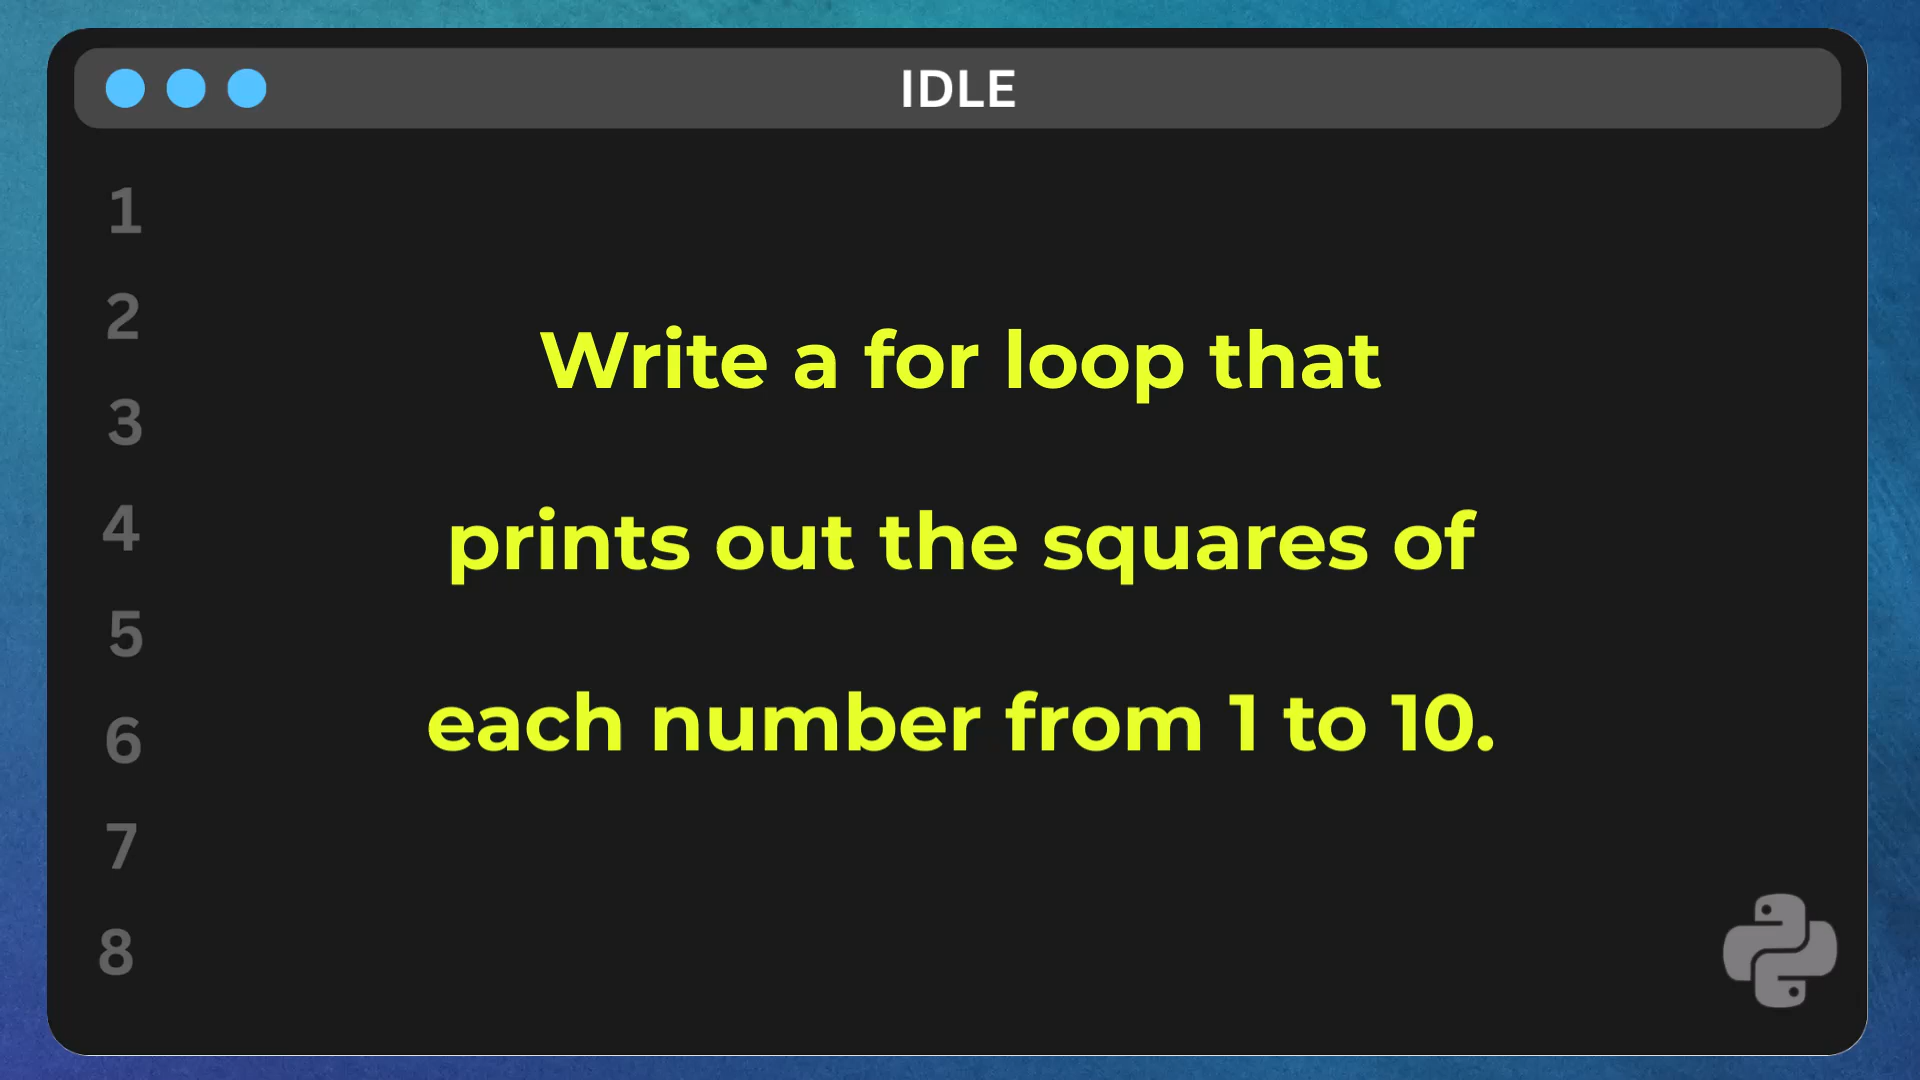 IDLE
1
2
Write a for loop that
3
4
prints out the squares of
5
6
each number from 1 to 10.
7
8